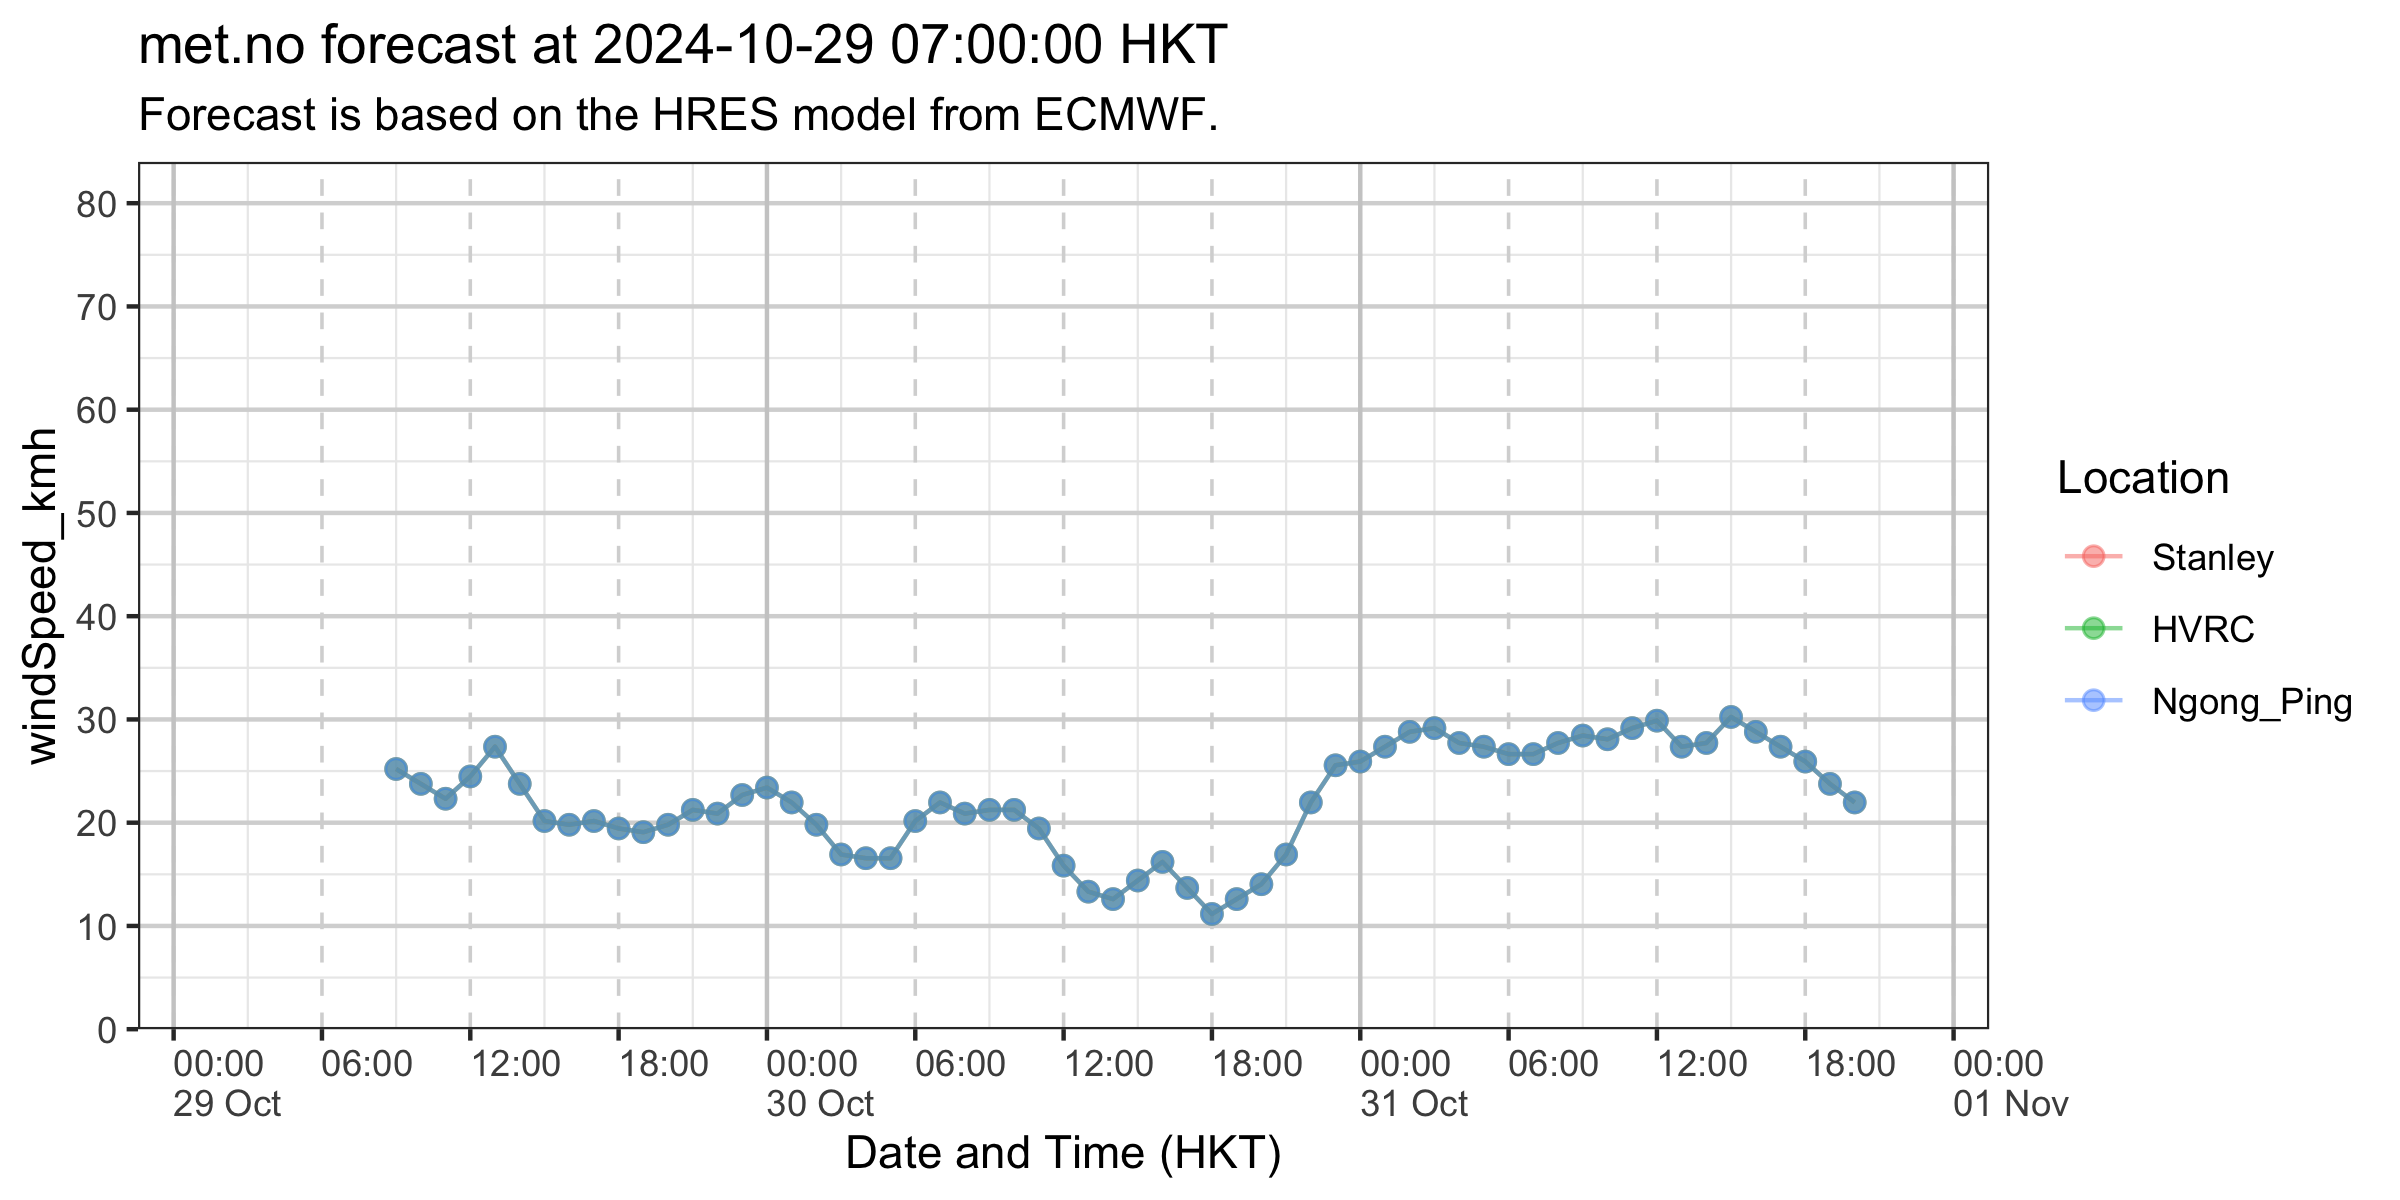 met.no forecast at 2024-10-29 07:00:00 HKT
Forecast is based on the HRES model from ECMWF.
windSpeed_kmh
80
70
60
50
40
30
20
10
0
00:00 06:00 12:00 18:00 00:00 06:00 12:00 18:00 00:00 06:00 12:00 18:00 00:00
29 Oct 30 Oct 31 Oct 01 Nov
Date and Time (HKT)
Location
Stanley
HVRC
Ngong_Ping